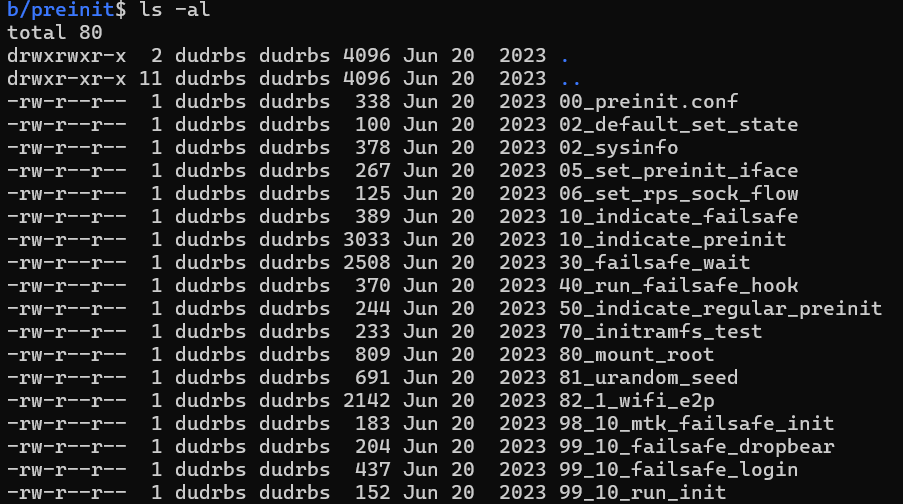 b/preinit$ ls -al
total 80
drwxrwxr-x  2 dudrbs dudrbs 4096 Jun 20  2023 .
drwxr-xr-x 11 dudrbs dudrbs 4096 Jun 20  2023 ..
-rw-r--r--  1 dudrbs dudrbs  338 Jun 20  2023 00_preinit.conf
-rw-r--r--  1 dudrbs dudrbs  100 Jun 20  2023 02_default_set_state
-rw-r--r--  1 dudrbs dudrbs  378 Jun 20  2023 02_sysinfo
-rw-r--r--  1 dudrbs dudrbs  267 Jun 20  2023 05_set_preinit_iface
-rw-r--r--  1 dudrbs dudrbs  125 Jun 20  2023 06_set_rps_sock_flow
-rw-r--r--  1 dudrbs dudrbs  389 Jun 20  2023 10_indicate_failsafe
-rw-r--r--  1 dudrbs dudrbs 3033 Jun 20  2023 10_indicate_preinit
-rw-r--r--  1 dudrbs dudrbs 2508 Jun 20  2023 30_failsafe_wait
-rw-r--r--  1 dudrbs dudrbs  370 Jun 20  2023 40_run_failsafe_hook
-rw-r--r--  1 dudrbs dudrbs  244 Jun 20  2023 50_indicate_regular_preinit
-rw-r--r--  1 dudrbs dudrbs  233 Jun 20  2023 70_initramfs_test
-rw-r--r--  1 dudrbs dudrbs  809 Jun 20  2023 80_mount_root
-rw-r--r--  1 dudrbs dudrbs  691 Jun 20  2023 81_urandom_seed
-rw-r--r--  1 dudrbs dudrbs 2142 Jun 20  2023 82_1_wifi_e2p
-rw-r--r--  1 dudrbs dudrbs  183 Jun 20  2023 98_10_mtk_failsafe_init
-rw-r--r--  1 dudrbs dudrbs  204 Jun 20  2023 99_10_failsafe_dropbear
-rw-r--r--  1 dudrbs dudrbs  437 Jun 20  2023 99_10_failsafe_login
-rw-r--r--  1 dudrbs dudrbs  152 Jun 20  2023 99_10_run_init